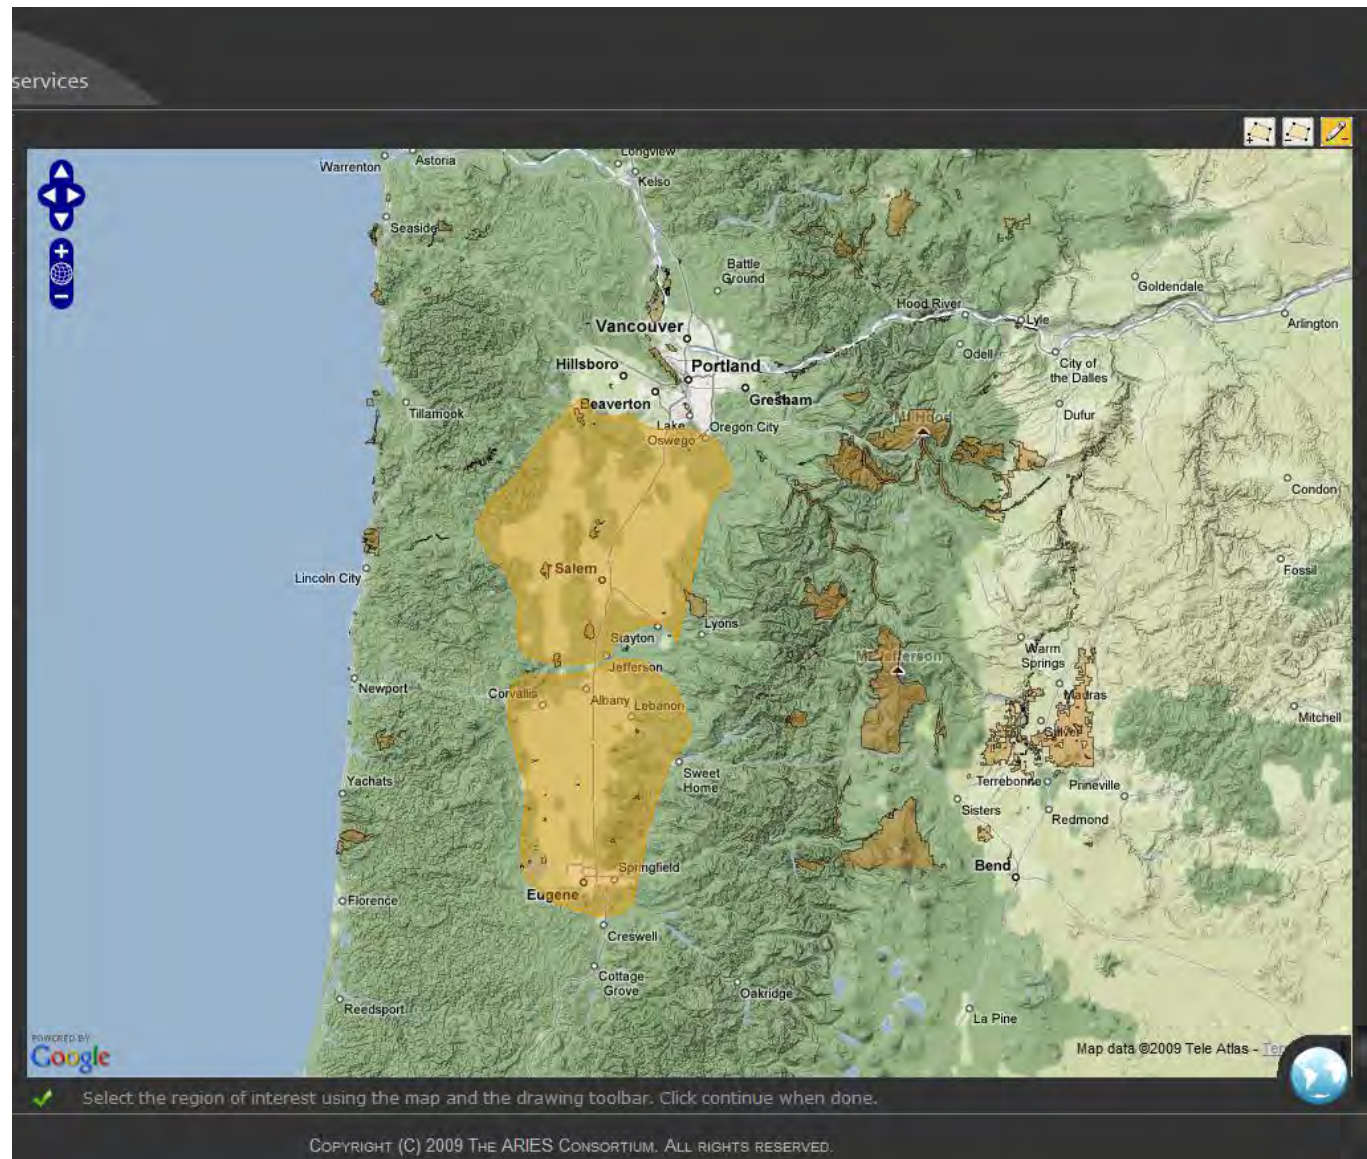 services
Longview
Warrenton
Astoria
Kelso
Seaside
Battle
Ground
Goldendale
Hood River
Lyle
Arlington
Vancouver
Odell
City of
the Dalles
Hillsboro
Portland
Beaverton
Gresham
Tillamook
Mt Hood
Dufur
Lake
Oswego
Oregon City
Condon
Salem
Lincoln City
Fossil
Lyons
Stayton
Jefferson
Mt Jefferson
Warm
Springs
Newport
Corvallis
Albany
Lebanon
Madras
Mitchell
Culver
Sweet
Home
Yachats
Terrebonne
Prineville
Sisters
Redmond
Springfield
Bend
Eugene
Florence
Creswell
Cottage
Grove
Oakridge
Reedsport
La Pine
POWERED BY
Google
Map data ©2009 Tele Atlas -
Select the region of interest using the map and the drawing toolbar. Click continue when done.
COPYRIGHT (C) 2009 THE ARIES CONSORTIUM. ALL RIGHTS RESERVED.